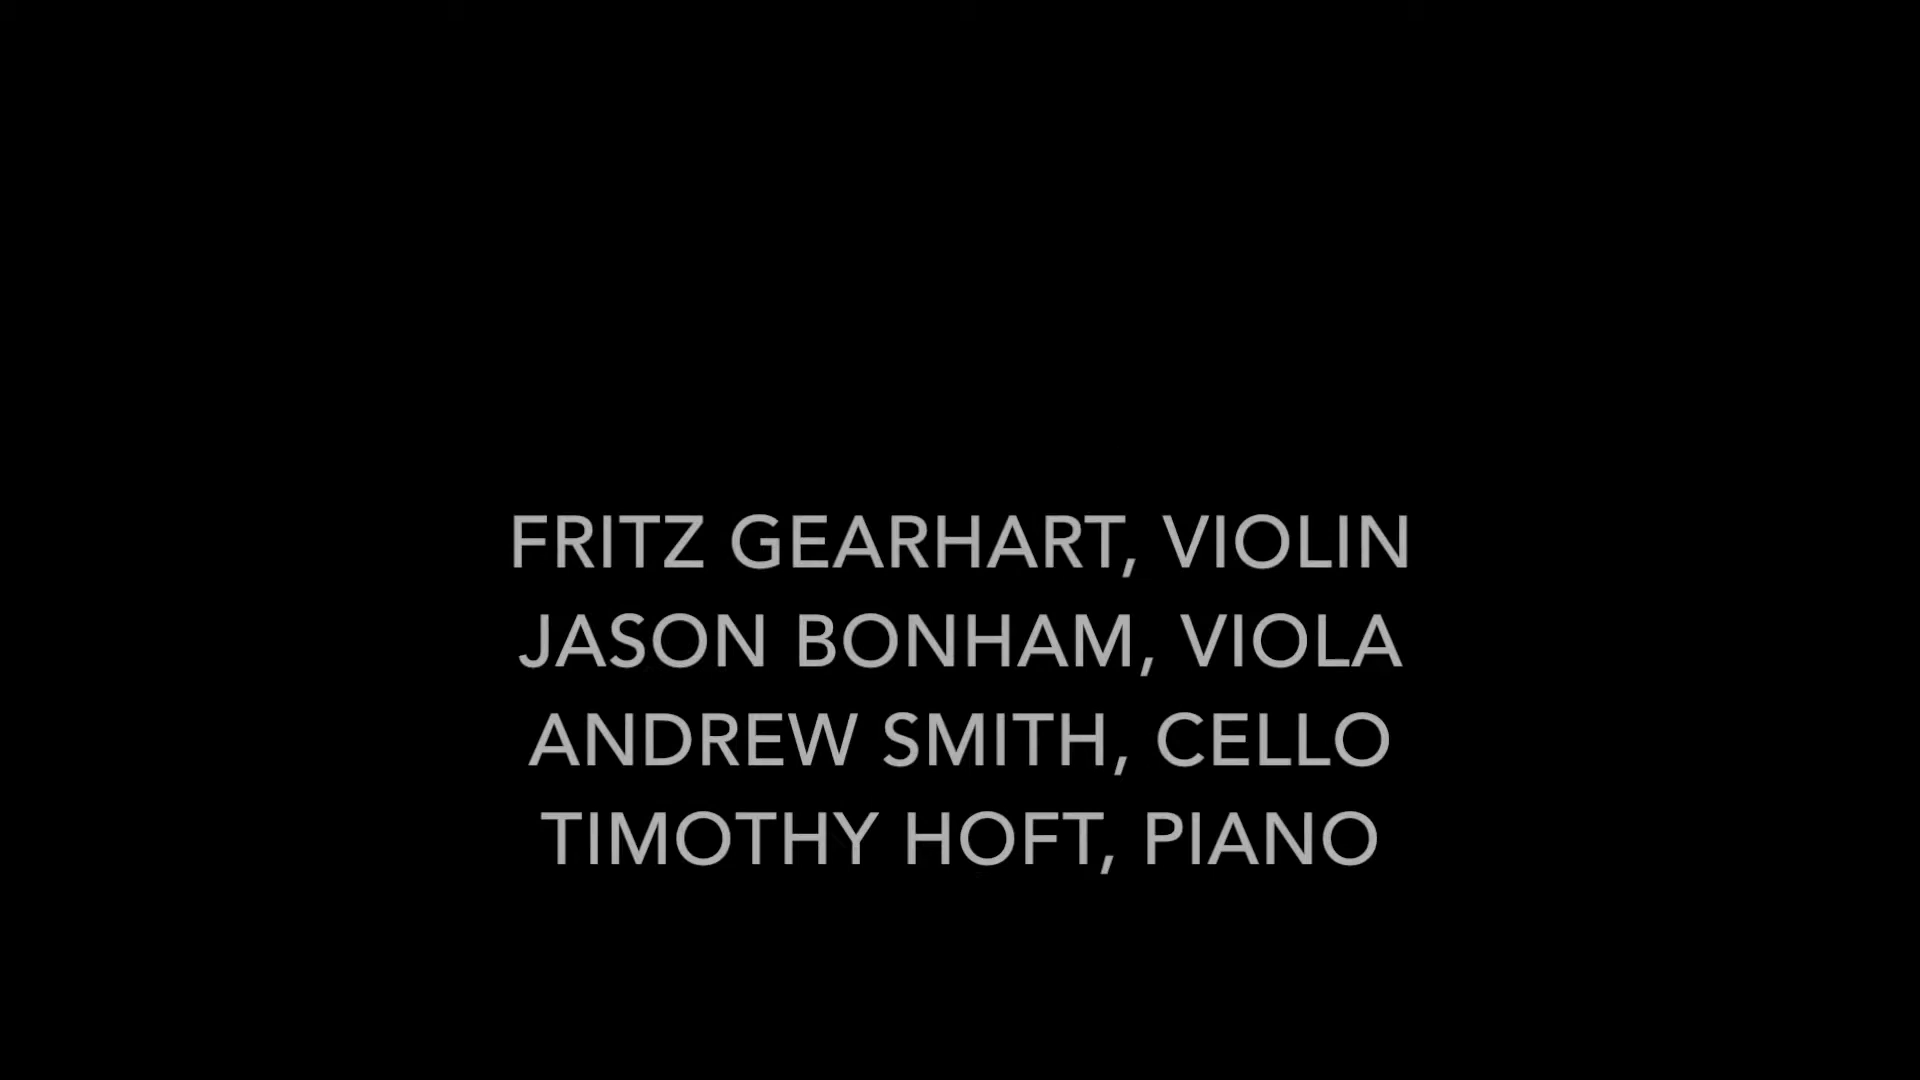 FRITZ GEARHART, VIOLIN
JASON BONHAM, VIOLA
ANDREW SMITH, CELLO
TIMOTHY HOFT, PIANO